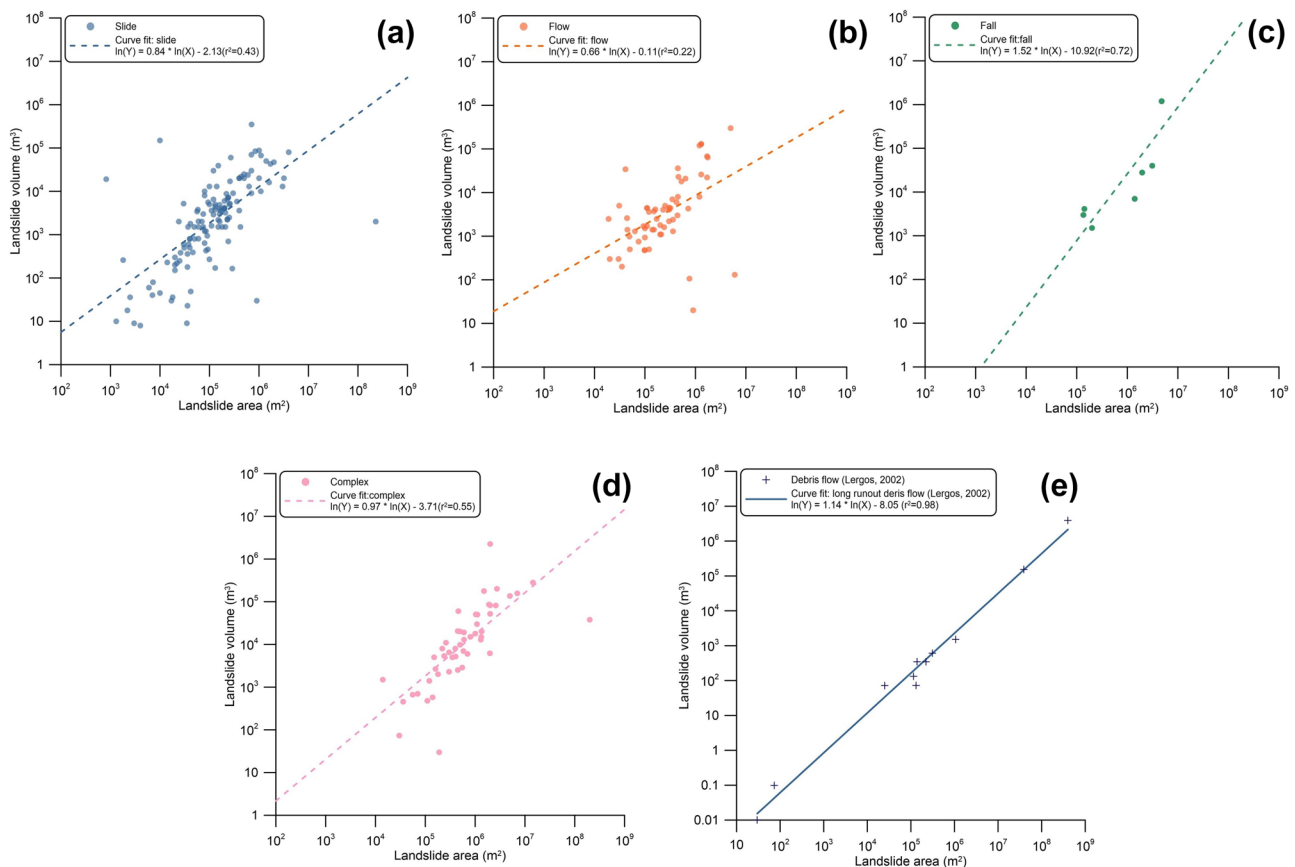 Slide
Curve fit: slide
ln(Y) = 0.84 * ln(X) - 2.13(r²=0.43)
(a)
10⁸
10⁷
10⁶
10⁵
10⁴
10³
10²
10
1
Landslide volume (m³)
10² 10³ 10⁴ 10⁵ 10⁶ 10⁷ 10⁸ 10⁹
Landslide area (m²)
Flow
Curve fit: flow
ln(Y) = 0.66 * ln(X) - 0.11(r²=0.22)
(b)
10⁸
10⁷
10⁶
10⁵
10⁴
10³
10²
10
1
Landslide volume (m³)
10² 10³ 10⁴ 10⁵ 10⁶ 10⁷ 10⁸ 10⁹
Landslide area (m²)
Fall
Curve fit:fall
ln(Y) = 1.52 * ln(X) - 10.92(r²=0.72)
(c)
10⁸
10⁷
10⁶
10⁵
10⁴
10³
10²
10
1
Landslide volume (m³)
10² 10³ 10⁴ 10⁵ 10⁶ 10⁷ 10⁸ 10⁹
Landslide area (m²)
Complex
Curve fit:complex
ln(Y) = 0.97 * ln(X) - 3.71(r²=0.55)
(d)
10⁸
10⁷
10⁶
10⁵
10⁴
10³
10²
10
1
Landslide volume (m³)
10² 10³ 10⁴ 10⁵ 10⁶ 10⁷ 10⁸ 10⁹
Landslide area (m²)
Debris flow (Lergos, 2002)
Curve fit: long runout deris flow (Lergos, 2002)
ln(Y) = 1.14 * ln(X) - 8.05 (r²=0.98)
(e)
10⁸
10⁷
10⁶
10⁵
10⁴
10³
10²
10
1
0.1
0.01
Landslide volume (m³)
10 10² 10³ 10⁴ 10⁵ 10⁶ 10⁷ 10⁸ 10⁹
Landslide area (m²)